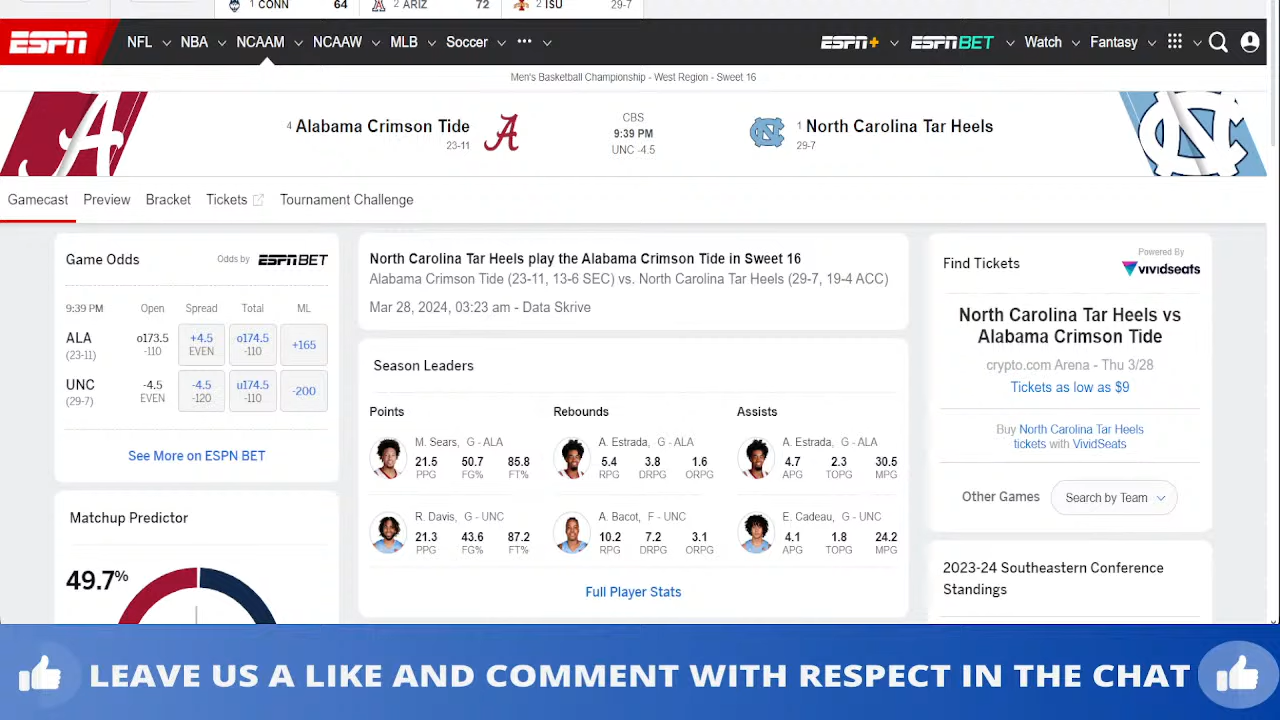 1 CONN 64
2 ARIZ 72
2 ISU 29-7
ESPN NFL NBA NCAAM NCAAW MLB Soccer ESPN+ ESPN BET Watch Fantasy
Men's Basketball Championship - West Region - Sweet 16
4 Alabama Crimson Tide
23-11
CBS
9:39 PM
UNC -4.5
1 North Carolina Tar Heels
29-7
Gamecast Preview Bracket Tickets Tournament Challenge
Game Odds
Odds by ESPN BET
9:39 PM Open Spread Total ML
ALA o173.5 +4.5 o174.5 +165
(23-11) -110 EVEN -110
UNC -4.5 -4.5 u174.5 -200
(29-7) EVEN -120 -110
See More on ESPN BET
Matchup Predictor
49.7%
North Carolina Tar Heels play the Alabama Crimson Tide in Sweet 16
Alabama Crimson Tide (23-11, 13-6 SEC) vs. North Carolina Tar Heels (29-7, 19-4 ACC)
Mar 28, 2024, 03:23 am - Data Skrive
Season Leaders
Points Rebounds Assists
M. Sears, G - ALA A. Estrada, G - ALA A. Estrada, G - ALA
21.5 50.7 85.8 5.4 3.8 1.6 4.7 2.3 30.5
PPG FG% FT% RPG DRPG ORPG APG TOPG MPG
R. Davis, G - UNC A. Bacot, F - UNC E. Cadeau, G - UNC
21.3 43.6 87.2 10.2 7.2 3.1 4.1 1.8 24.2
PPG FG% FT% RPG DRPG ORPG APG TOPG MPG
Full Player Stats
Find Tickets
Powered By
vividseats
North Carolina Tar Heels vs
Alabama Crimson Tide
crypto.com Arena - Thu 3/28
Tickets as low as $9
Buy North Carolina Tar Heels
tickets with VividSeats
Other Games Search by Team
2023-24 Southeastern Conference
Standings
LEAVE US A LIKE AND COMMENT WITH RESPECT IN THE CHAT